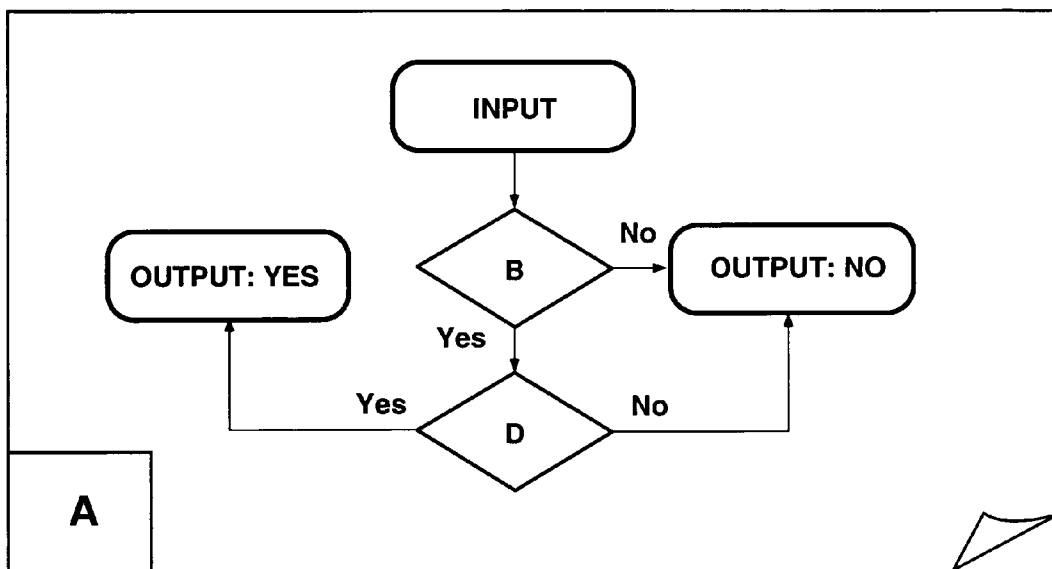 INPUT
No
OUTPUT: YES
B
OUTPUT: NO
Yes
Yes
No
D
A